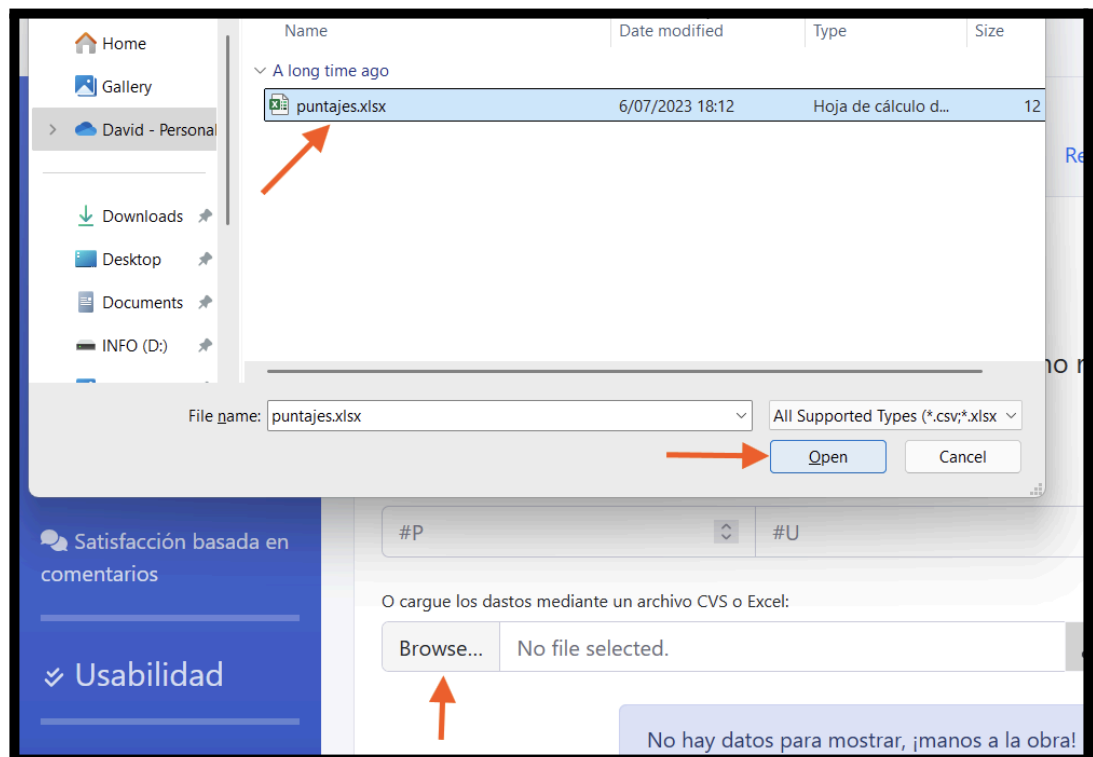 Name Date modified Type Size
Home
A long time ago
Gallery
puntajes.xlsx 6/07/2023 18:12 Hoja de cálculo d... 12
David - Personal
Re
Downloads
Desktop
Documents
INFO (D:)
no r
File name: puntajes.xlsx All Supported Types (*.csv;*.xlsx
Open Cancel
#P #U
Satisfacción basada en
comentarios
O cargue los dastos mediante un archivo CVS o Excel:
Browse... No file selected.
Usabilidad
No hay datos para mostrar, ¡manos a la obra!